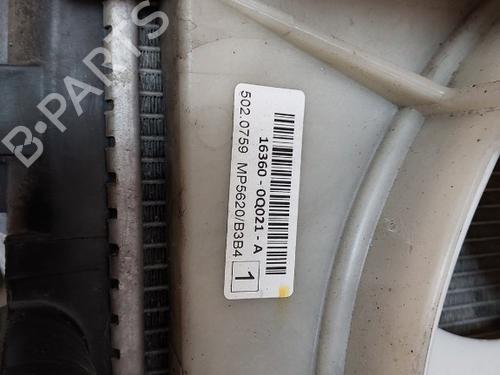 B-PARTS
16360 - 0Q021 - A
502.0759 MP5620/B3B4
1